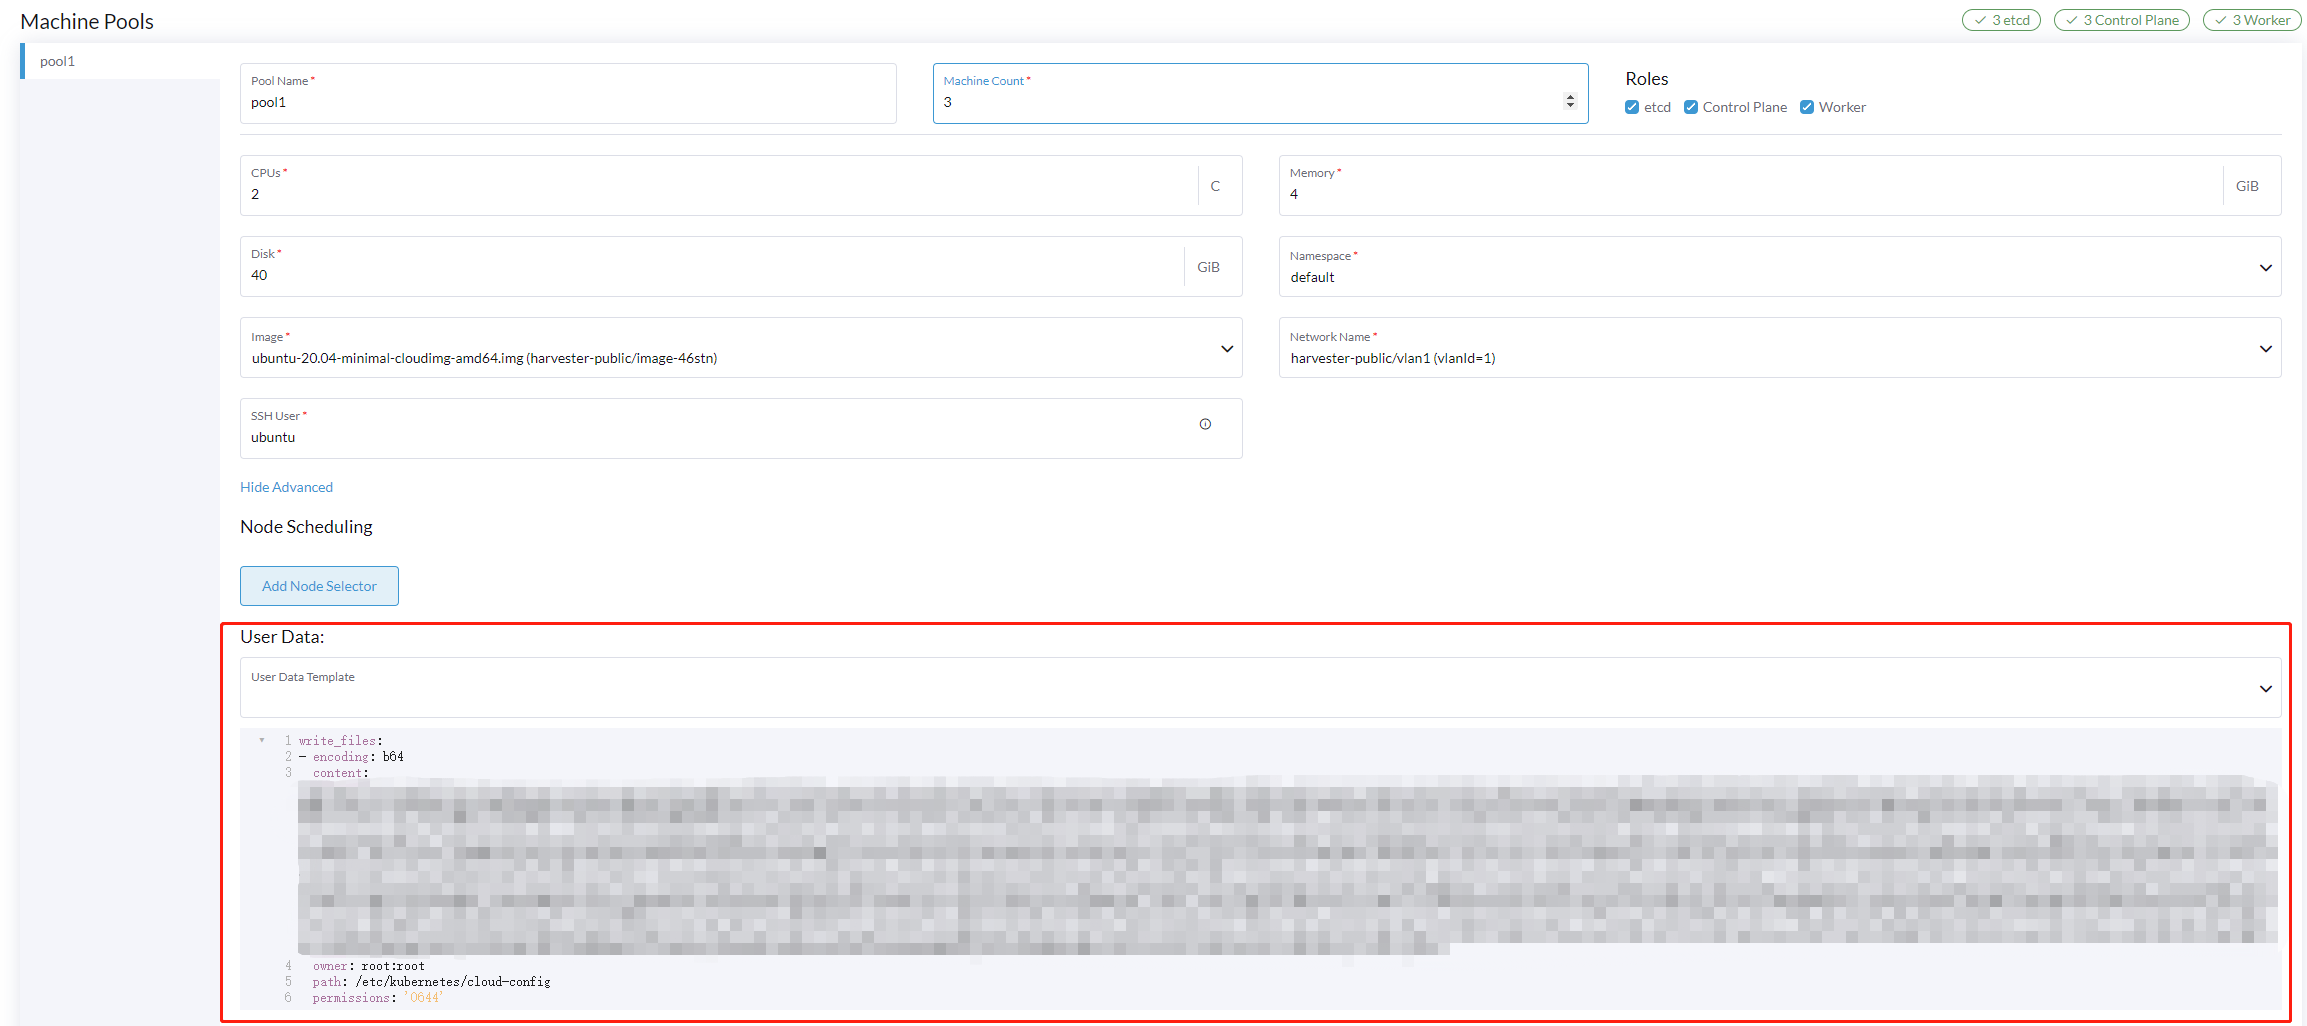 Machine Pools
3 etcd
3 Control Plane
3 Worker
pool1
Pool Name *
pool1
Machine Count *
3
Roles
etcd
Control Plane
Worker
CPUs *
2
C
Memory *
4
GiB
Disk *
40
GiB
Namespace *
default
Image *
ubuntu-20.04-minimal-cloudimg-amd64.img (harvester-public/image-46stn)
Network Name *
harvester-public/vlan1 (vlanId=1)
SSH User *
ubuntu
Hide Advanced
Node Scheduling
Add Node Selector
User Data:
User Data Template
1 write_files:
2 - encoding: b64
3 content:
4 owner: root:root
5 path: /etc/kubernetes/cloud-config
6 permissions: '0644'